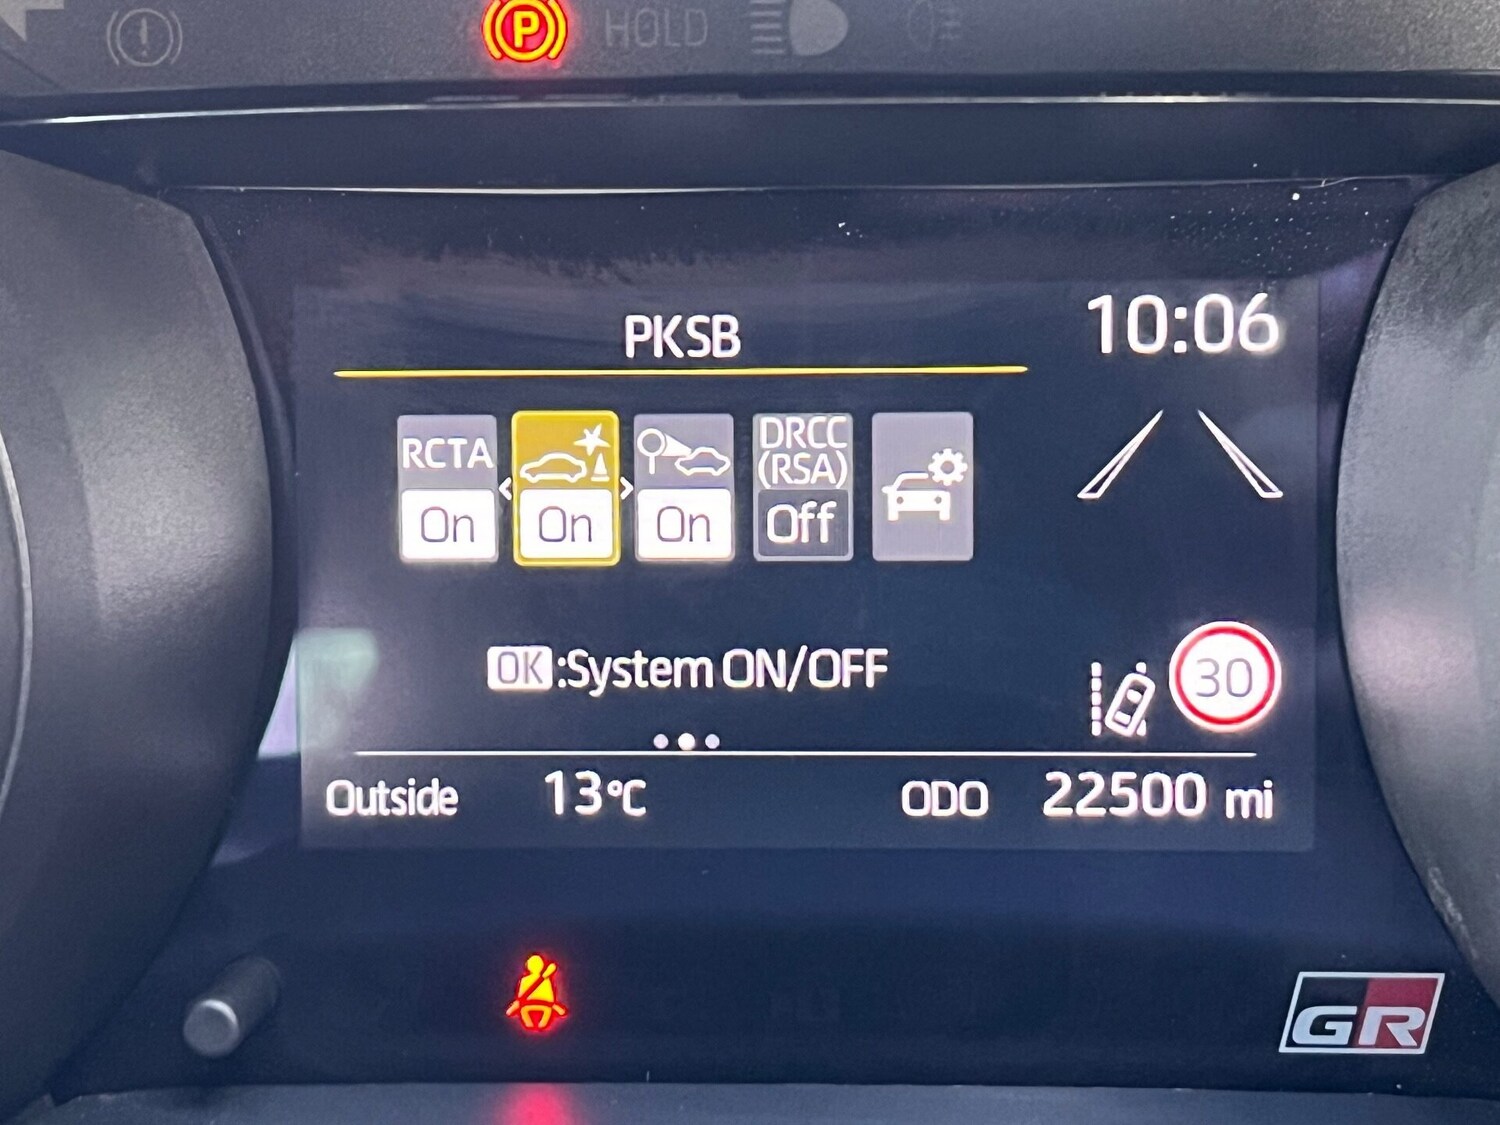 P HOLD
PKSB
10:06
RCTA
On
On
On
DRCC
(RSA)
Off
OK:System ON/OFF
30
Outside 13°C ODO 22500 mi
GR